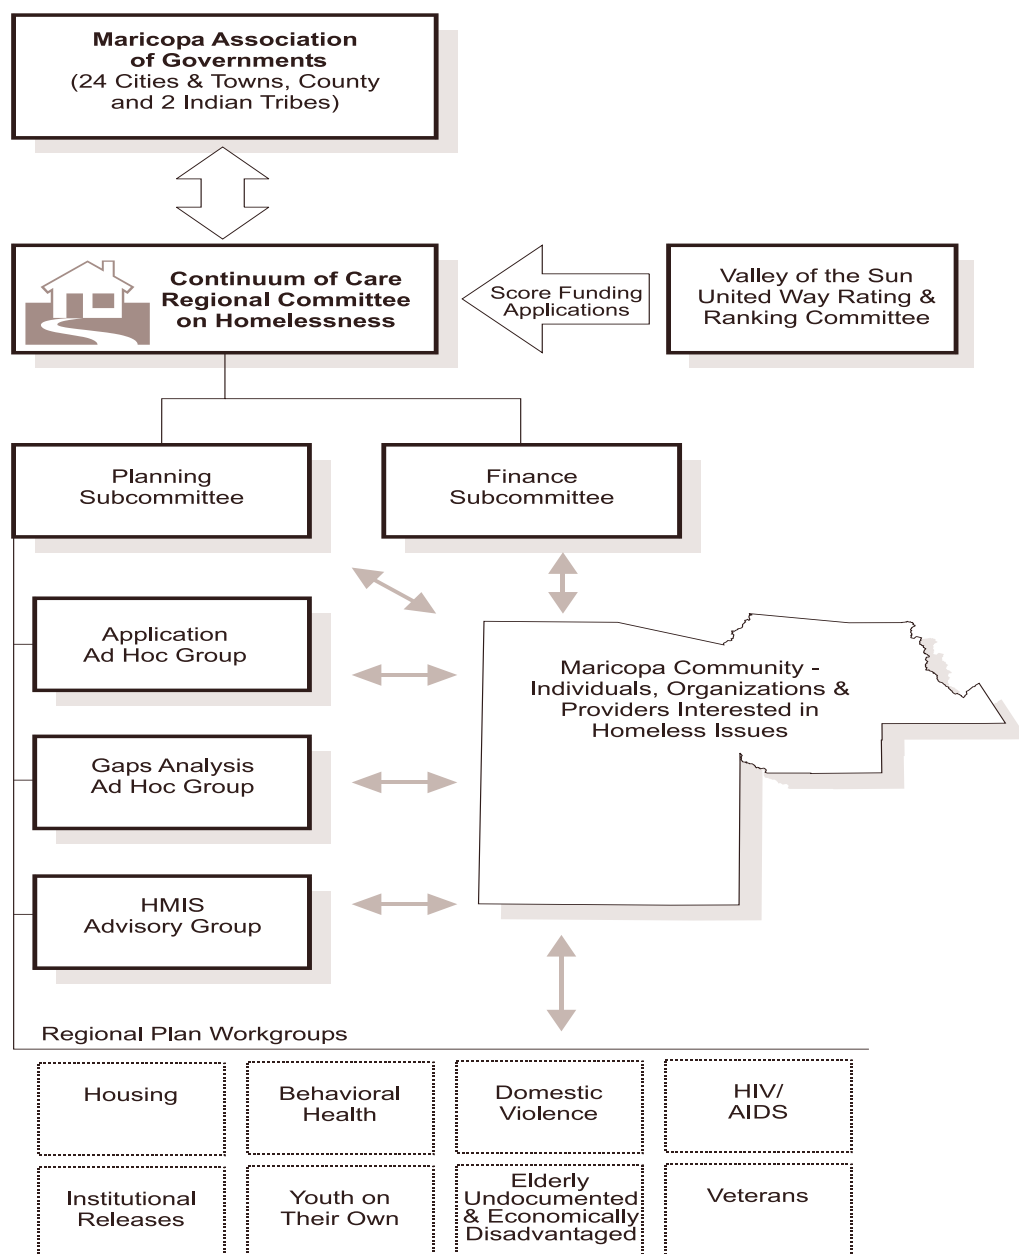 Maricopa Association
of Governments
(24 Cities & Towns, County
and 2 Indian Tribes)
Continuum of Care
Regional Committee
on Homelessness
Score Funding
Applications
Valley of the Sun
United Way Rating &
Ranking Committee
Planning
Subcommittee
Finance
Subcommittee
Application
Ad Hoc Group
Maricopa Community -
Individuals, Organizations &
Providers Interested in
Homeless Issues
Gaps Analysis
Ad Hoc Group
HMIS
Advisory Group
Regional Plan Workgroups
Housing
Behavioral
Health
Domestic
Violence
HIV/
AIDS
Institutional
Releases
Youth on
Their Own
Elderly
Undocumented
& Economically
Disadvantaged
Veterans